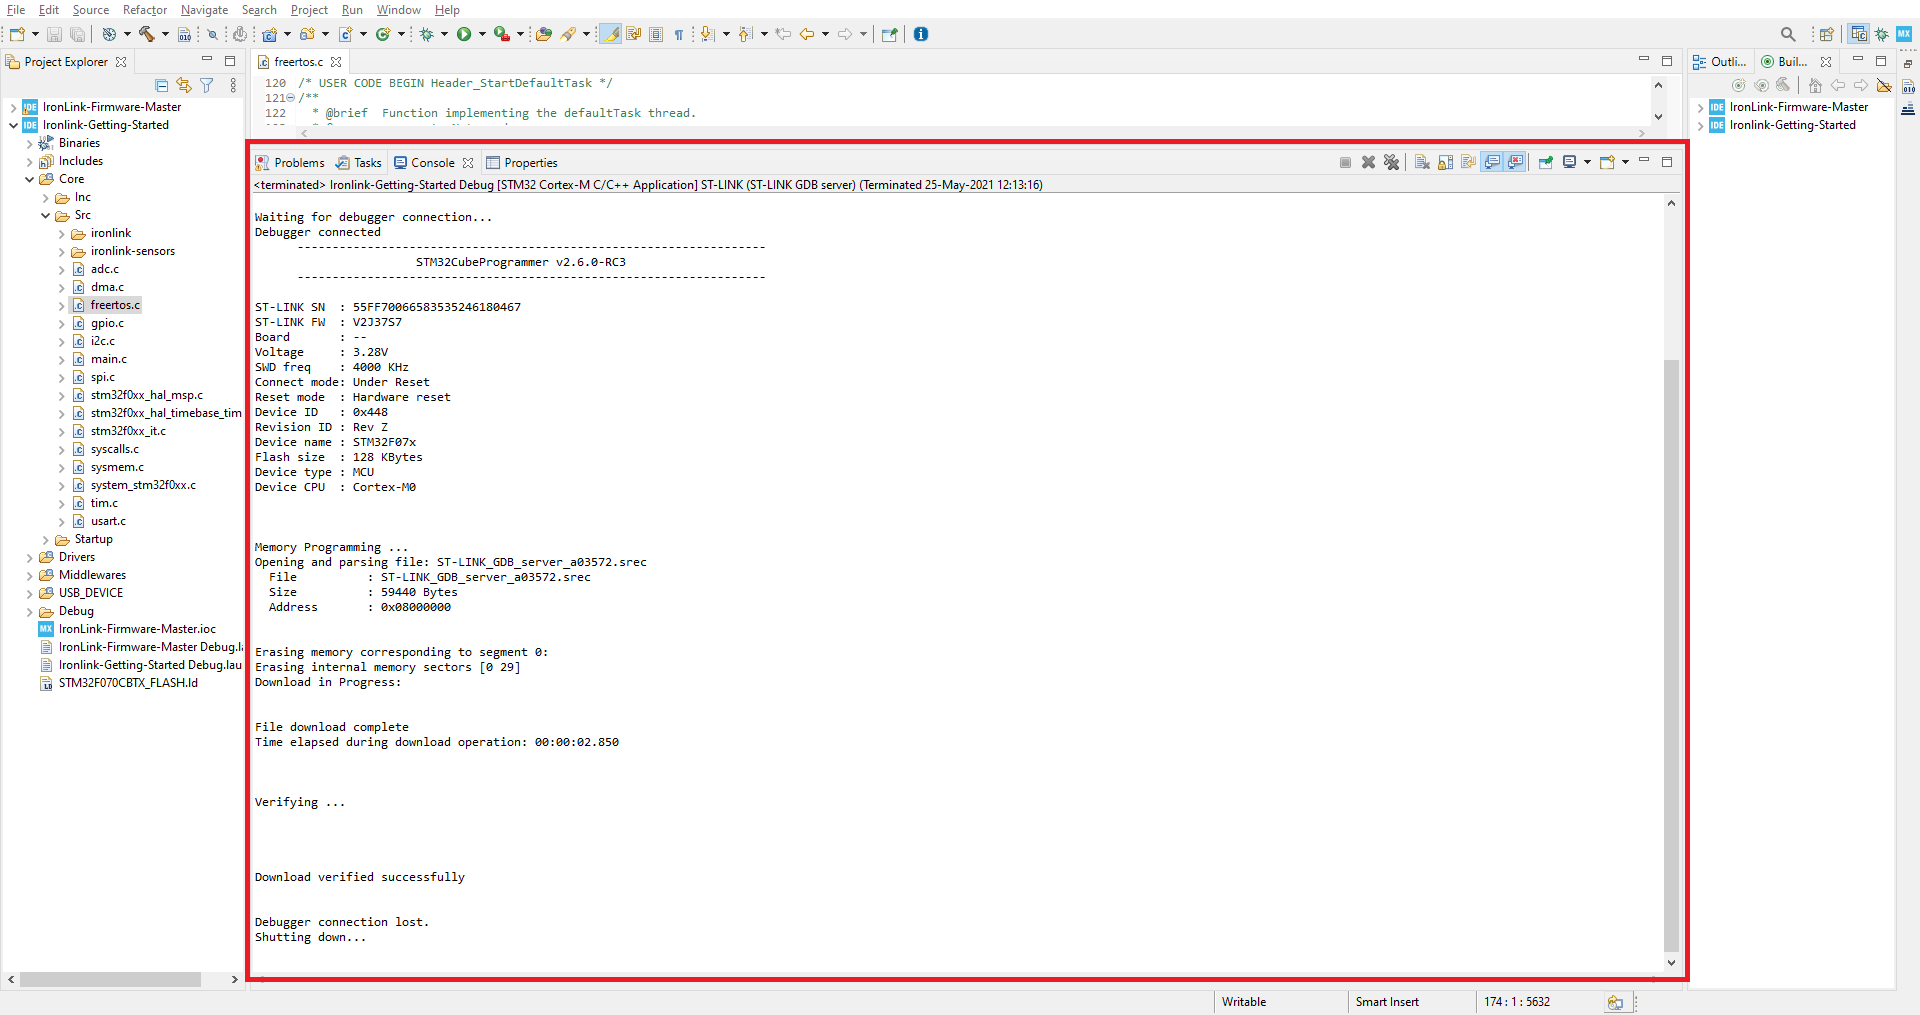 File Edit Source Refactor Navigate Search Project Run Window Help
Project Explorer
IronLink-Firmware-Master
Ironlink-Getting-Started
Binaries
Includes
Core
Inc
Src
ironlink
ironlink-sensors
adc.c
dma.c
freertos.c
gpio.c
i2c.c
main.c
spi.c
stm32f0xx_hal_msp.c
stm32f0xx_hal_timebase_tim
stm32f0xx_it.c
syscalls.c
sysmem.c
system_stm32f0xx.c
tim.c
usart.c
Startup
Drivers
Middlewares
USB_DEVICE
Debug
IronLink-Firmware-Master.ioc
IronLink-Firmware-Master Debug.la
Ironlink-Getting-Started Debug.lau
STM32F070CBTX_FLASH.ld
freertos.c
120 /* USER CODE BEGIN Header_StartDefaultTask */
121 /**
122 * @brief Function implementing the defaultTask thread.
Problems Tasks Console Properties
<terminated> Ironlink-Getting-Started Debug [STM32 Cortex-M C/C++ Application] ST-LINK (ST-LINK GDB server) (Terminated 25-May-2021 12:13:16)
Waiting for debugger connection...
Debugger connected
-------------------------------------------------------------------
STM32CubeProgrammer v2.6.0-RC3
-------------------------------------------------------------------
ST-LINK SN : 55FF70066583535246180467
ST-LINK FW : V2J37S7
Board : --
Voltage : 3.28V
SWD freq : 4000 KHz
Connect mode: Under Reset
Reset mode : Hardware reset
Device ID : 0x448
Revision ID : Rev Z
Device name : STM32F07x
Flash size : 128 KBytes
Device type : MCU
Device CPU : Cortex-M0
Memory Programming ...
Opening and parsing file: ST-LINK_GDB_server_a03572.srec
File : ST-LINK_GDB_server_a03572.srec
Size : 59440 Bytes
Address : 0x08000000
Erasing memory corresponding to segment 0:
Erasing internal memory sectors [0 29]
Download in Progress:
File download complete
Time elapsed during download operation: 00:00:02.850
Verifying ...
Download verified successfully
Debugger connection lost.
Shutting down...
Outli... Buil...
IronLink-Firmware-Master
Ironlink-Getting-Started
Writable Smart Insert 174 : 1 : 5632